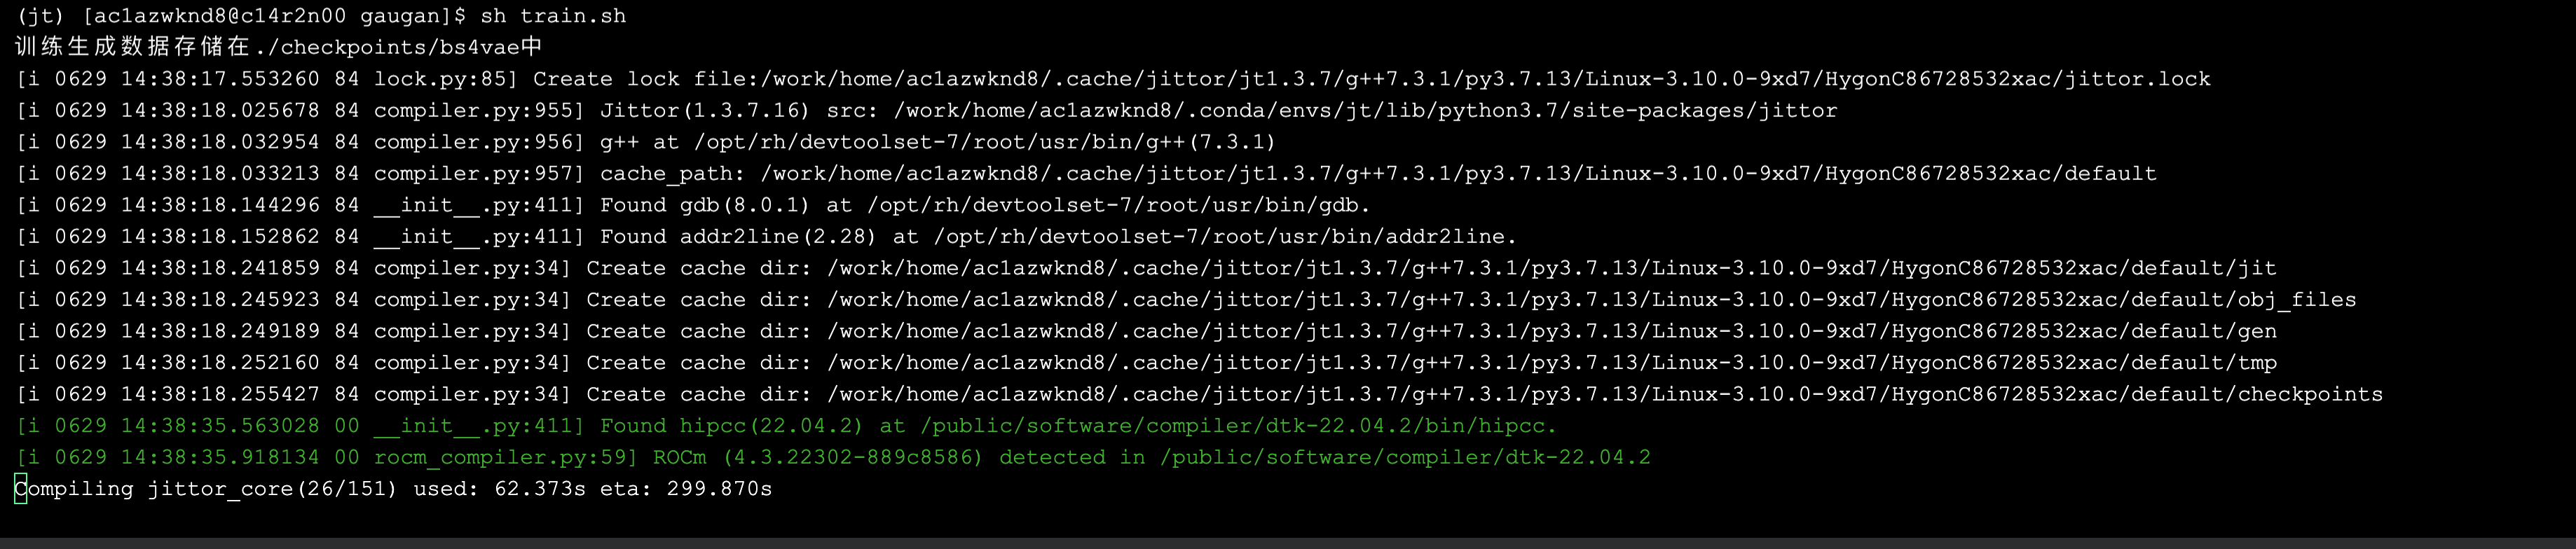 (jt) [ac1azwknd8@c14r2n00 gaugan]$ sh train.sh
训练生成数据存储在./checkpoints/bs4vae中
[i 0629 14:38:17.553260 84 lock.py:85] Create lock file:/work/home/ac1azwknd8/.cache/jittor/jt1.3.7/g++7.3.1/py3.7.13/Linux-3.10.0-9xd7/HygonC86728532xac/jittor.lock
[i 0629 14:38:18.025678 84 compiler.py:955] Jittor(1.3.7.16) src: /work/home/ac1azwknd8/.conda/envs/jt/lib/python3.7/site-packages/jittor
[i 0629 14:38:18.032954 84 compiler.py:956] g++ at /opt/rh/devtoolset-7/root/usr/bin/g++(7.3.1)
[i 0629 14:38:18.033213 84 compiler.py:957] cache_path: /work/home/ac1azwknd8/.cache/jittor/jt1.3.7/g++7.3.1/py3.7.13/Linux-3.10.0-9xd7/HygonC86728532xac/default
[i 0629 14:38:18.144296 84 __init__.py:411] Found gdb(8.0.1) at /opt/rh/devtoolset-7/root/usr/bin/gdb.
[i 0629 14:38:18.152862 84 __init__.py:411] Found addr2line(2.28) at /opt/rh/devtoolset-7/root/usr/bin/addr2line.
[i 0629 14:38:18.241859 84 compiler.py:34] Create cache dir: /work/home/ac1azwknd8/.cache/jittor/jt1.3.7/g++7.3.1/py3.7.13/Linux-3.10.0-9xd7/HygonC86728532xac/default/jit
[i 0629 14:38:18.245923 84 compiler.py:34] Create cache dir: /work/home/ac1azwknd8/.cache/jittor/jt1.3.7/g++7.3.1/py3.7.13/Linux-3.10.0-9xd7/HygonC86728532xac/default/obj_files
[i 0629 14:38:18.249189 84 compiler.py:34] Create cache dir: /work/home/ac1azwknd8/.cache/jittor/jt1.3.7/g++7.3.1/py3.7.13/Linux-3.10.0-9xd7/HygonC86728532xac/default/gen
[i 0629 14:38:18.252160 84 compiler.py:34] Create cache dir: /work/home/ac1azwknd8/.cache/jittor/jt1.3.7/g++7.3.1/py3.7.13/Linux-3.10.0-9xd7/HygonC86728532xac/default/tmp
[i 0629 14:38:18.255427 84 compiler.py:34] Create cache dir: /work/home/ac1azwknd8/.cache/jittor/jt1.3.7/g++7.3.1/py3.7.13/Linux-3.10.0-9xd7/HygonC86728532xac/default/checkpoints
[i 0629 14:38:35.563028 00 __init__.py:411] Found hipcc(22.04.2) at /public/software/compiler/dtk-22.04.2/bin/hipcc.
[i 0629 14:38:35.918134 00 rocm_compiler.py:59] ROCm (4.3.22302-889c8586) detected in /public/software/compiler/dtk-22.04.2
Compiling jittor_core(26/151) used: 62.373s eta: 299.870s